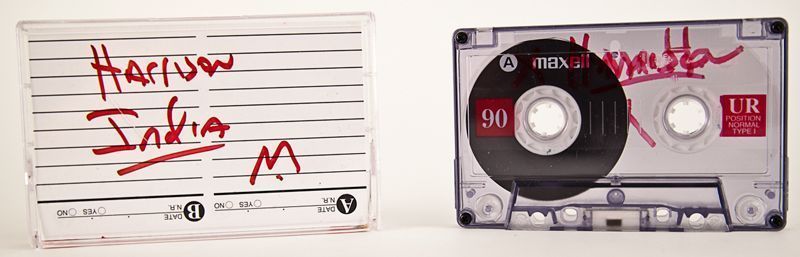 Harrison
India
M
A DATE N.R. YES NO
B DATE N.R. YES NO
A maxell
90
UR
POSITION
NORMAL
TYPE I